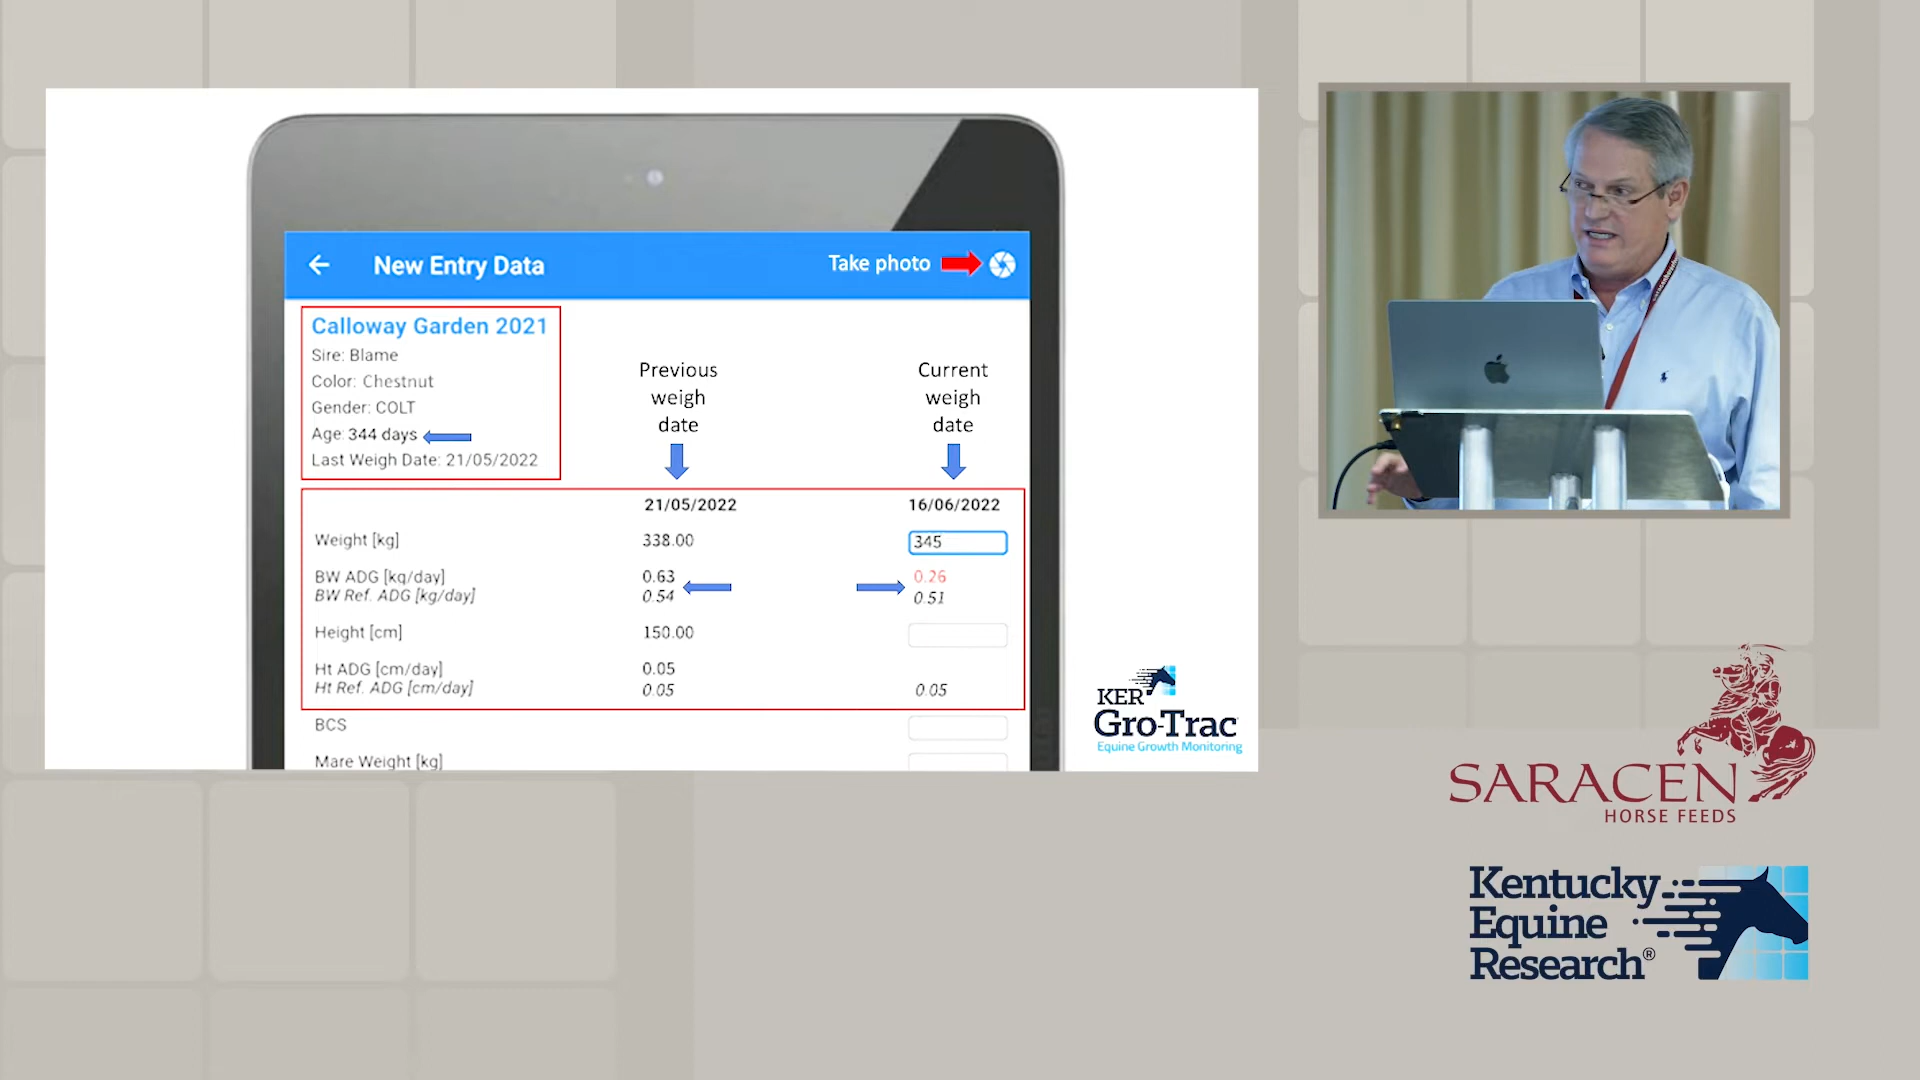 New Entry Data
Take photo
Calloway Garden 2021
Sire: Blame
Color: Chestnut
Gender: COLT
Age: 344 days
Last Weigh Date: 21/05/2022
Previous
weigh
date
Current
weigh
date
21/05/2022 16/06/2022
Weight [kg] 338.00 345
BW ADG [kg/day] 0.63 0.26
BW Ref. ADG [kg/day] 0.54 0.51
Height [cm] 150.00
Ht ADG [cm/day] 0.05
Ht Ref. ADG [cm/day] 0.05 0.05
BCS
Mare Weight [kg]
KER
Gro-Trac
Equine Growth Monitoring
SARACEN
HORSE FEEDS
Kentucky
Equine
Research®